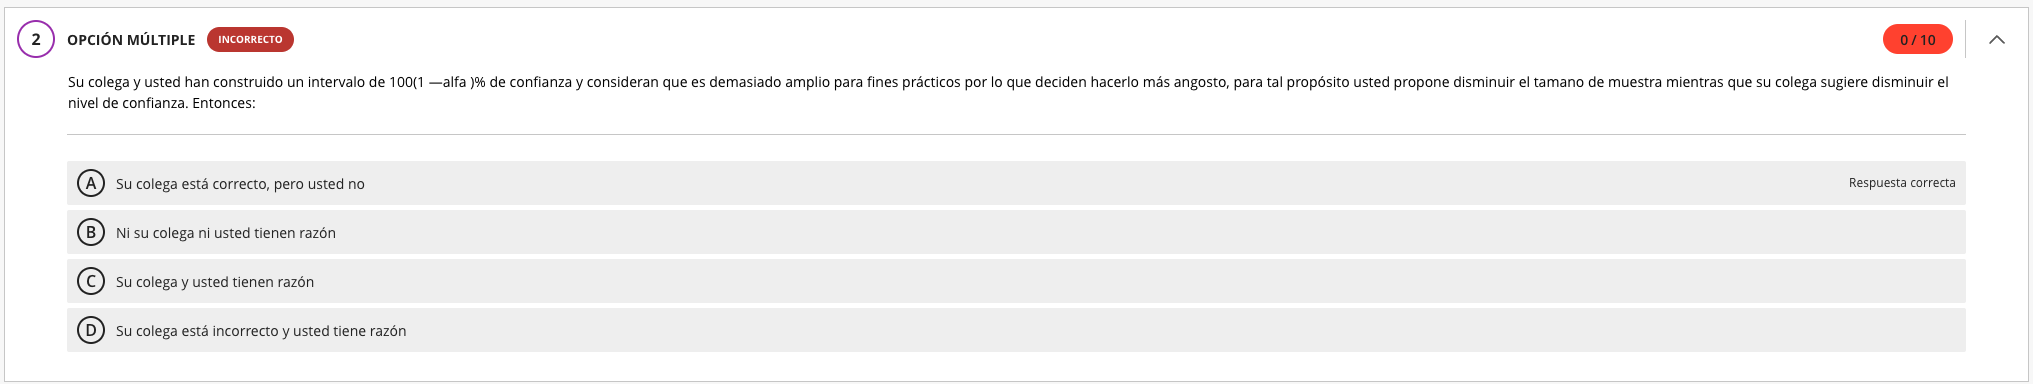 2
OPCIÓN MÚLTIPLE
INCORRECTO
0 / 10
Su colega y usted han construido un intervalo de 100(1 —alfa )% de confianza y consideran que es demasiado amplio para fines prácticos por lo que deciden hacerlo más angosto, para tal propósito usted propone disminuir el tamano de muestra mientras que su colega sugiere disminuir el
nivel de confianza. Entonces:
A Su colega está correcto, pero usted no Respuesta correcta
B Ni su colega ni usted tienen razón
C Su colega y usted tienen razón
D Su colega está incorrecto y usted tiene razón